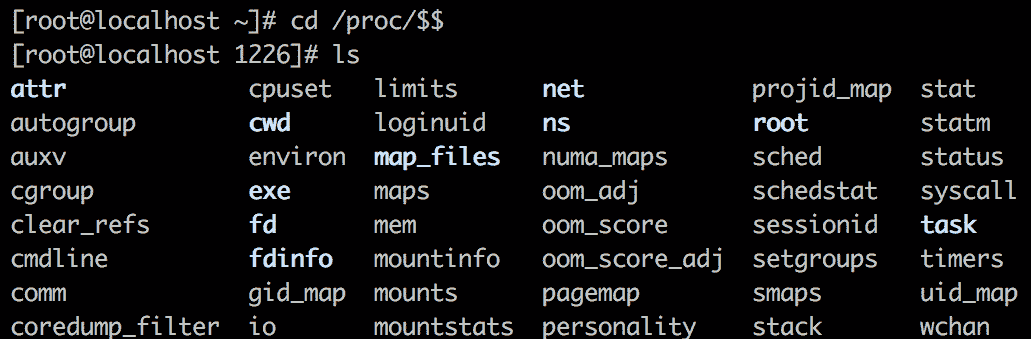 [root@localhost ~]# cd /proc/$$
[root@localhost 1226]# ls
attr cpuset limits net projid_map stat
autogroup cwd loginuid ns root statm
auxv environ map_files numa_maps sched status
cgroup exe maps oom_adj schedstat syscall
clear_refs fd mem oom_score sessionid task
cmdline fdinfo mountinfo oom_score_adj setgroups timers
comm gid_map mounts pagemap smaps uid_map
coredump_filter io mountstats personality stack wchan